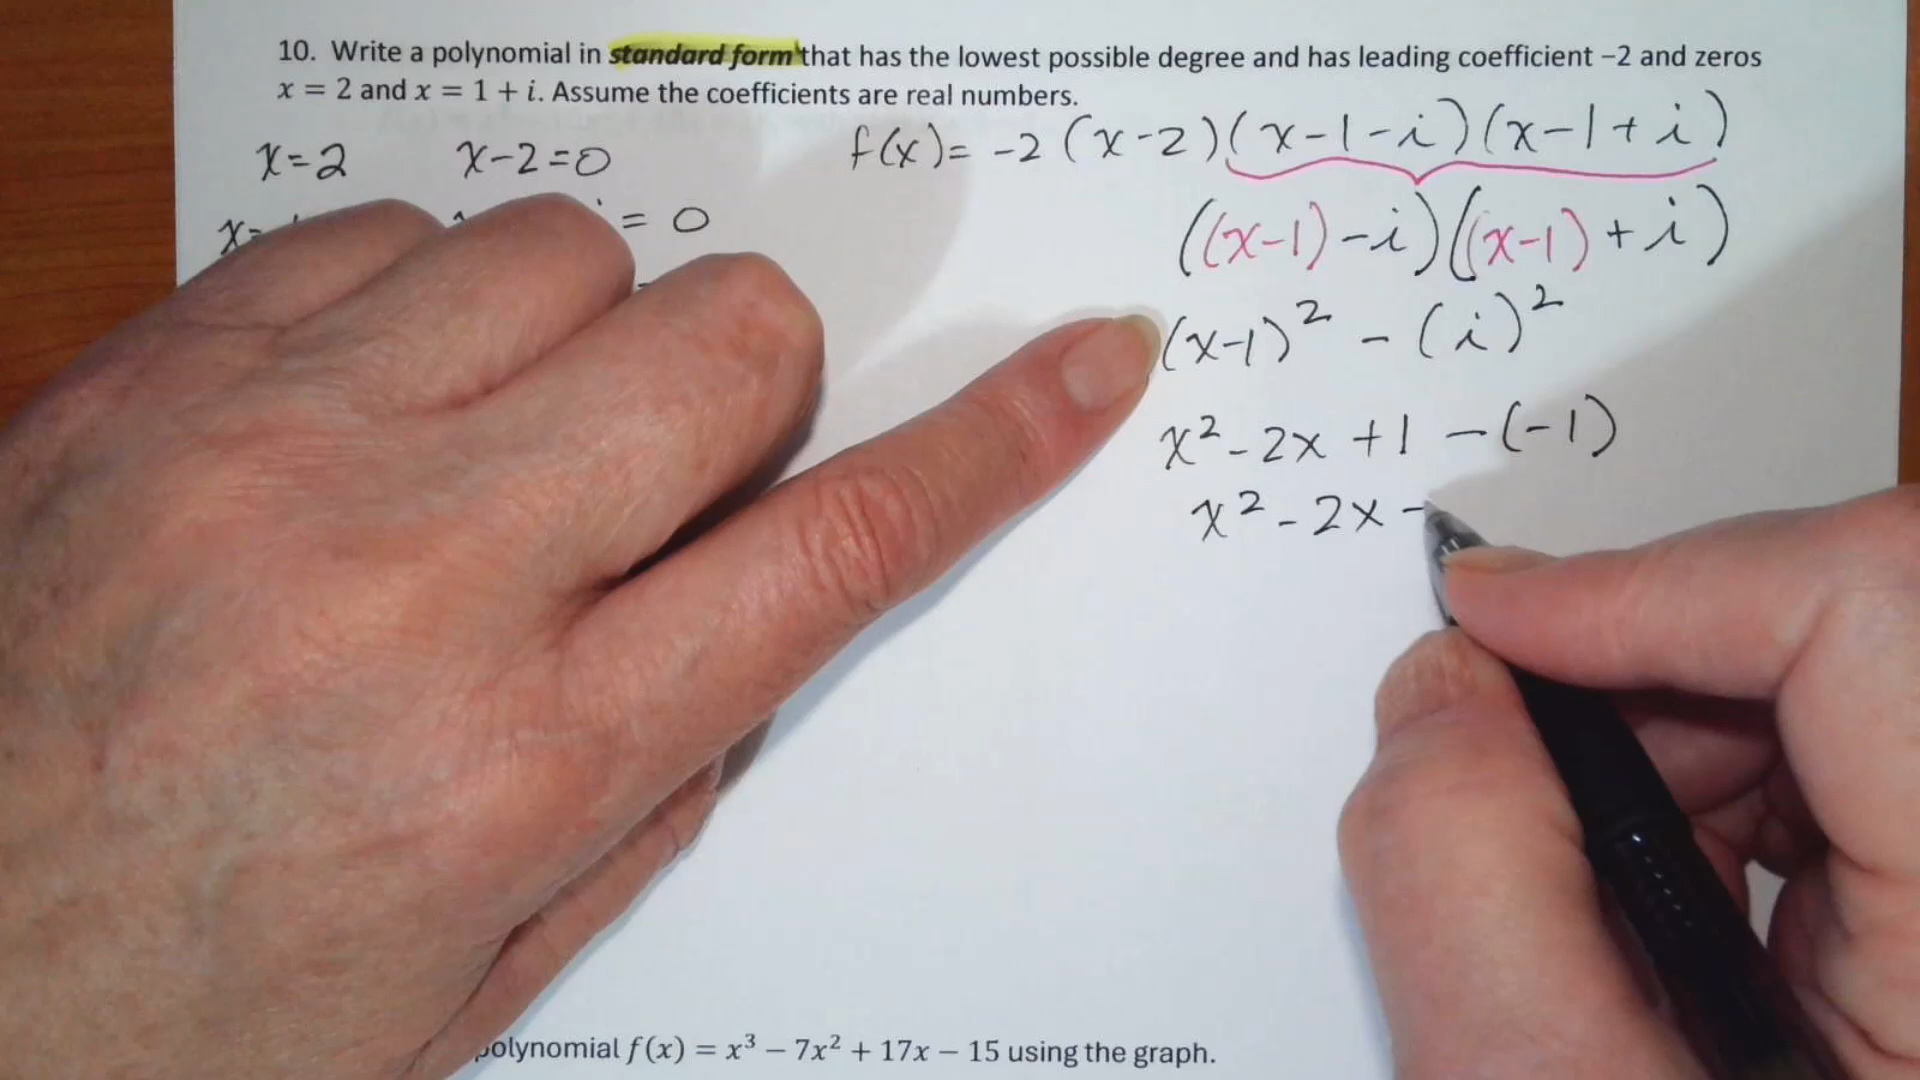 10. Write a polynomial in standard form that has the lowest possible degree and has leading coefficient −2 and zeros
x = 2 and x = 1 + i. Assume the coefficients are real numbers.
x=2 x-2=0 f(x)= -2(x-2)(x-1-i)(x-1+i)
x= = 0 ((x-1)-i)((x-1)+i)
(x-1)² - (i)²
x² - 2x +1 -(-1)
x² - 2x -
polynomial f(x) = x³ − 7x² + 17x − 15 using the graph.